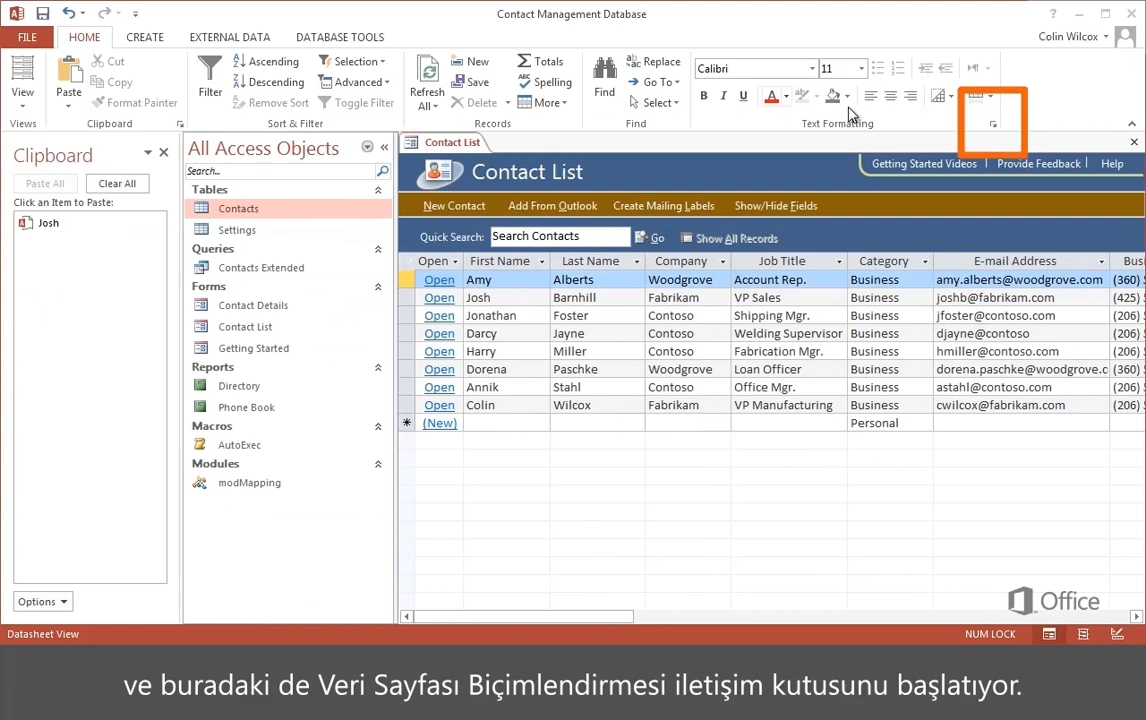 Contact Management Database
?
Colin Wilcox
FILE HOME CREATE EXTERNAL DATA DATABASE TOOLS
View
Views
Paste
Cut
Copy
Format Painter
Clipboard
Filter
Ascending
Descending
Remove Sort
Selection
Advanced
Toggle Filter
Sort & Filter
Refresh
All
New
Save
Delete
Totals
Spelling
More
Records
Find
Replace
Go To
Select
Find
Calibri 11
B I U A
Text Formatting
Clipboard
Paste All Clear All
Click an Item to Paste:
Josh
Options
All Access Objects
Search...
Tables
Contacts
Settings
Queries
Contacts Extended
Forms
Contact Details
Contact List
Getting Started
Reports
Directory
Phone Book
Macros
AutoExec
Modules
modMapping
Contact List
Contact List
Getting Started Videos Provide Feedback Help
New Contact Add From Outlook Create Mailing Labels Show/Hide Fields
Quick Search: Search Contacts Go Show All Records
Open First Name Last Name Company Job Title Category E-mail Address Busi
Open Amy Alberts Woodgrove Account Rep. Business amy.alberts@woodgrove.com (360)
Open Josh Barnhill Fabrikam VP Sales Business joshb@fabrikam.com (425)
Open Jonathan Foster Contoso Shipping Mgr. Business jfoster@contoso.com (206)
Open Darcy Jayne Contoso Welding Supervisor Business djayne@contoso (206)
Open Harry Miller Contoso Fabrication Mgr. Business hmiller@contoso.com (206)
Open Dorena Paschke Woodgrove Loan Officer Business dorena.paschke@woodgrove.c (360)
Open Annik Stahl Contoso Office Mgr. Business astahl@contoso.com (206)
Open Colin Wilcox Fabrikam VP Manufacturing Business cwilcox@fabrikam.com (206)
(New) Personal
Office
Datasheet View NUM LOCK
ve buradaki de Veri Sayfası Biçimlendirmesi iletişim kutusunu başlatıyor.